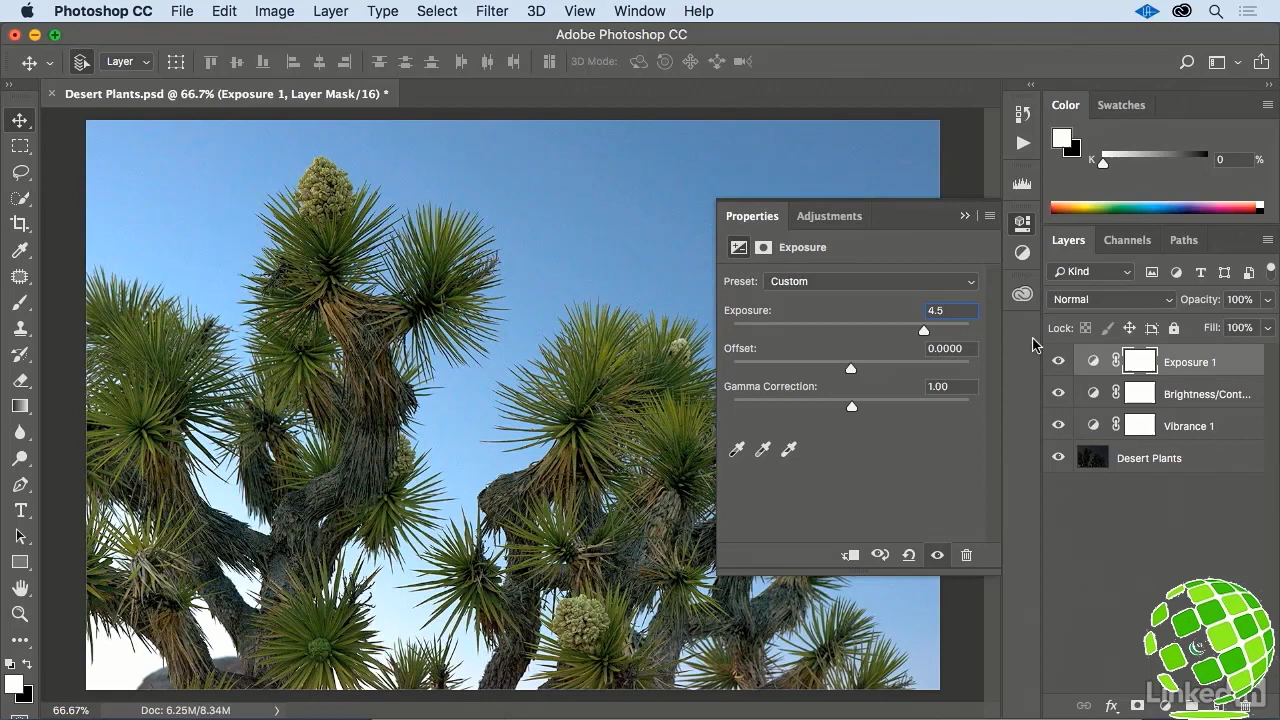 Photoshop CC File Edit Image Layer Type Select Filter 3D View Window Help
Adobe Photoshop CC
Layer 3D Mode:
Desert Plants.psd @ 66.7% (Exposure 1, Layer Mask/16) *
Color Swatches
K 0 %
Properties Adjustments
Exposure
Preset: Custom
Exposure: 4.5
Offset: 0.0000
Gamma Correction: 1.00
Layers Channels Paths
Kind
Normal Opacity: 100%
Lock: Fill: 100%
Exposure 1
Brightness/Cont...
Vibrance 1
Desert Plants
66.67% Doc: 6.25M/8.34M
LinkedIn